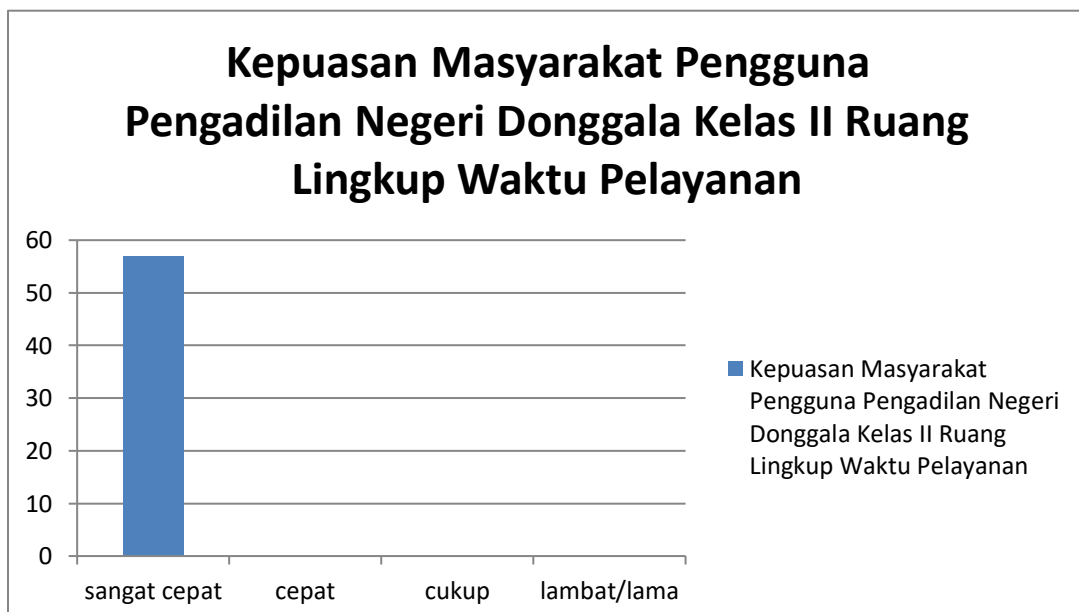 Kepuasan Masyarakat Pengguna
Pengadilan Negeri Donggala Kelas II Ruang
Lingkup Waktu Pelayanan
60
50
40
30
20
10
0
sangat cepat cepat cukup lambat/lama
Kepuasan Masyarakat
Pengguna Pengadilan Negeri
Donggala Kelas II Ruang
Lingkup Waktu Pelayanan